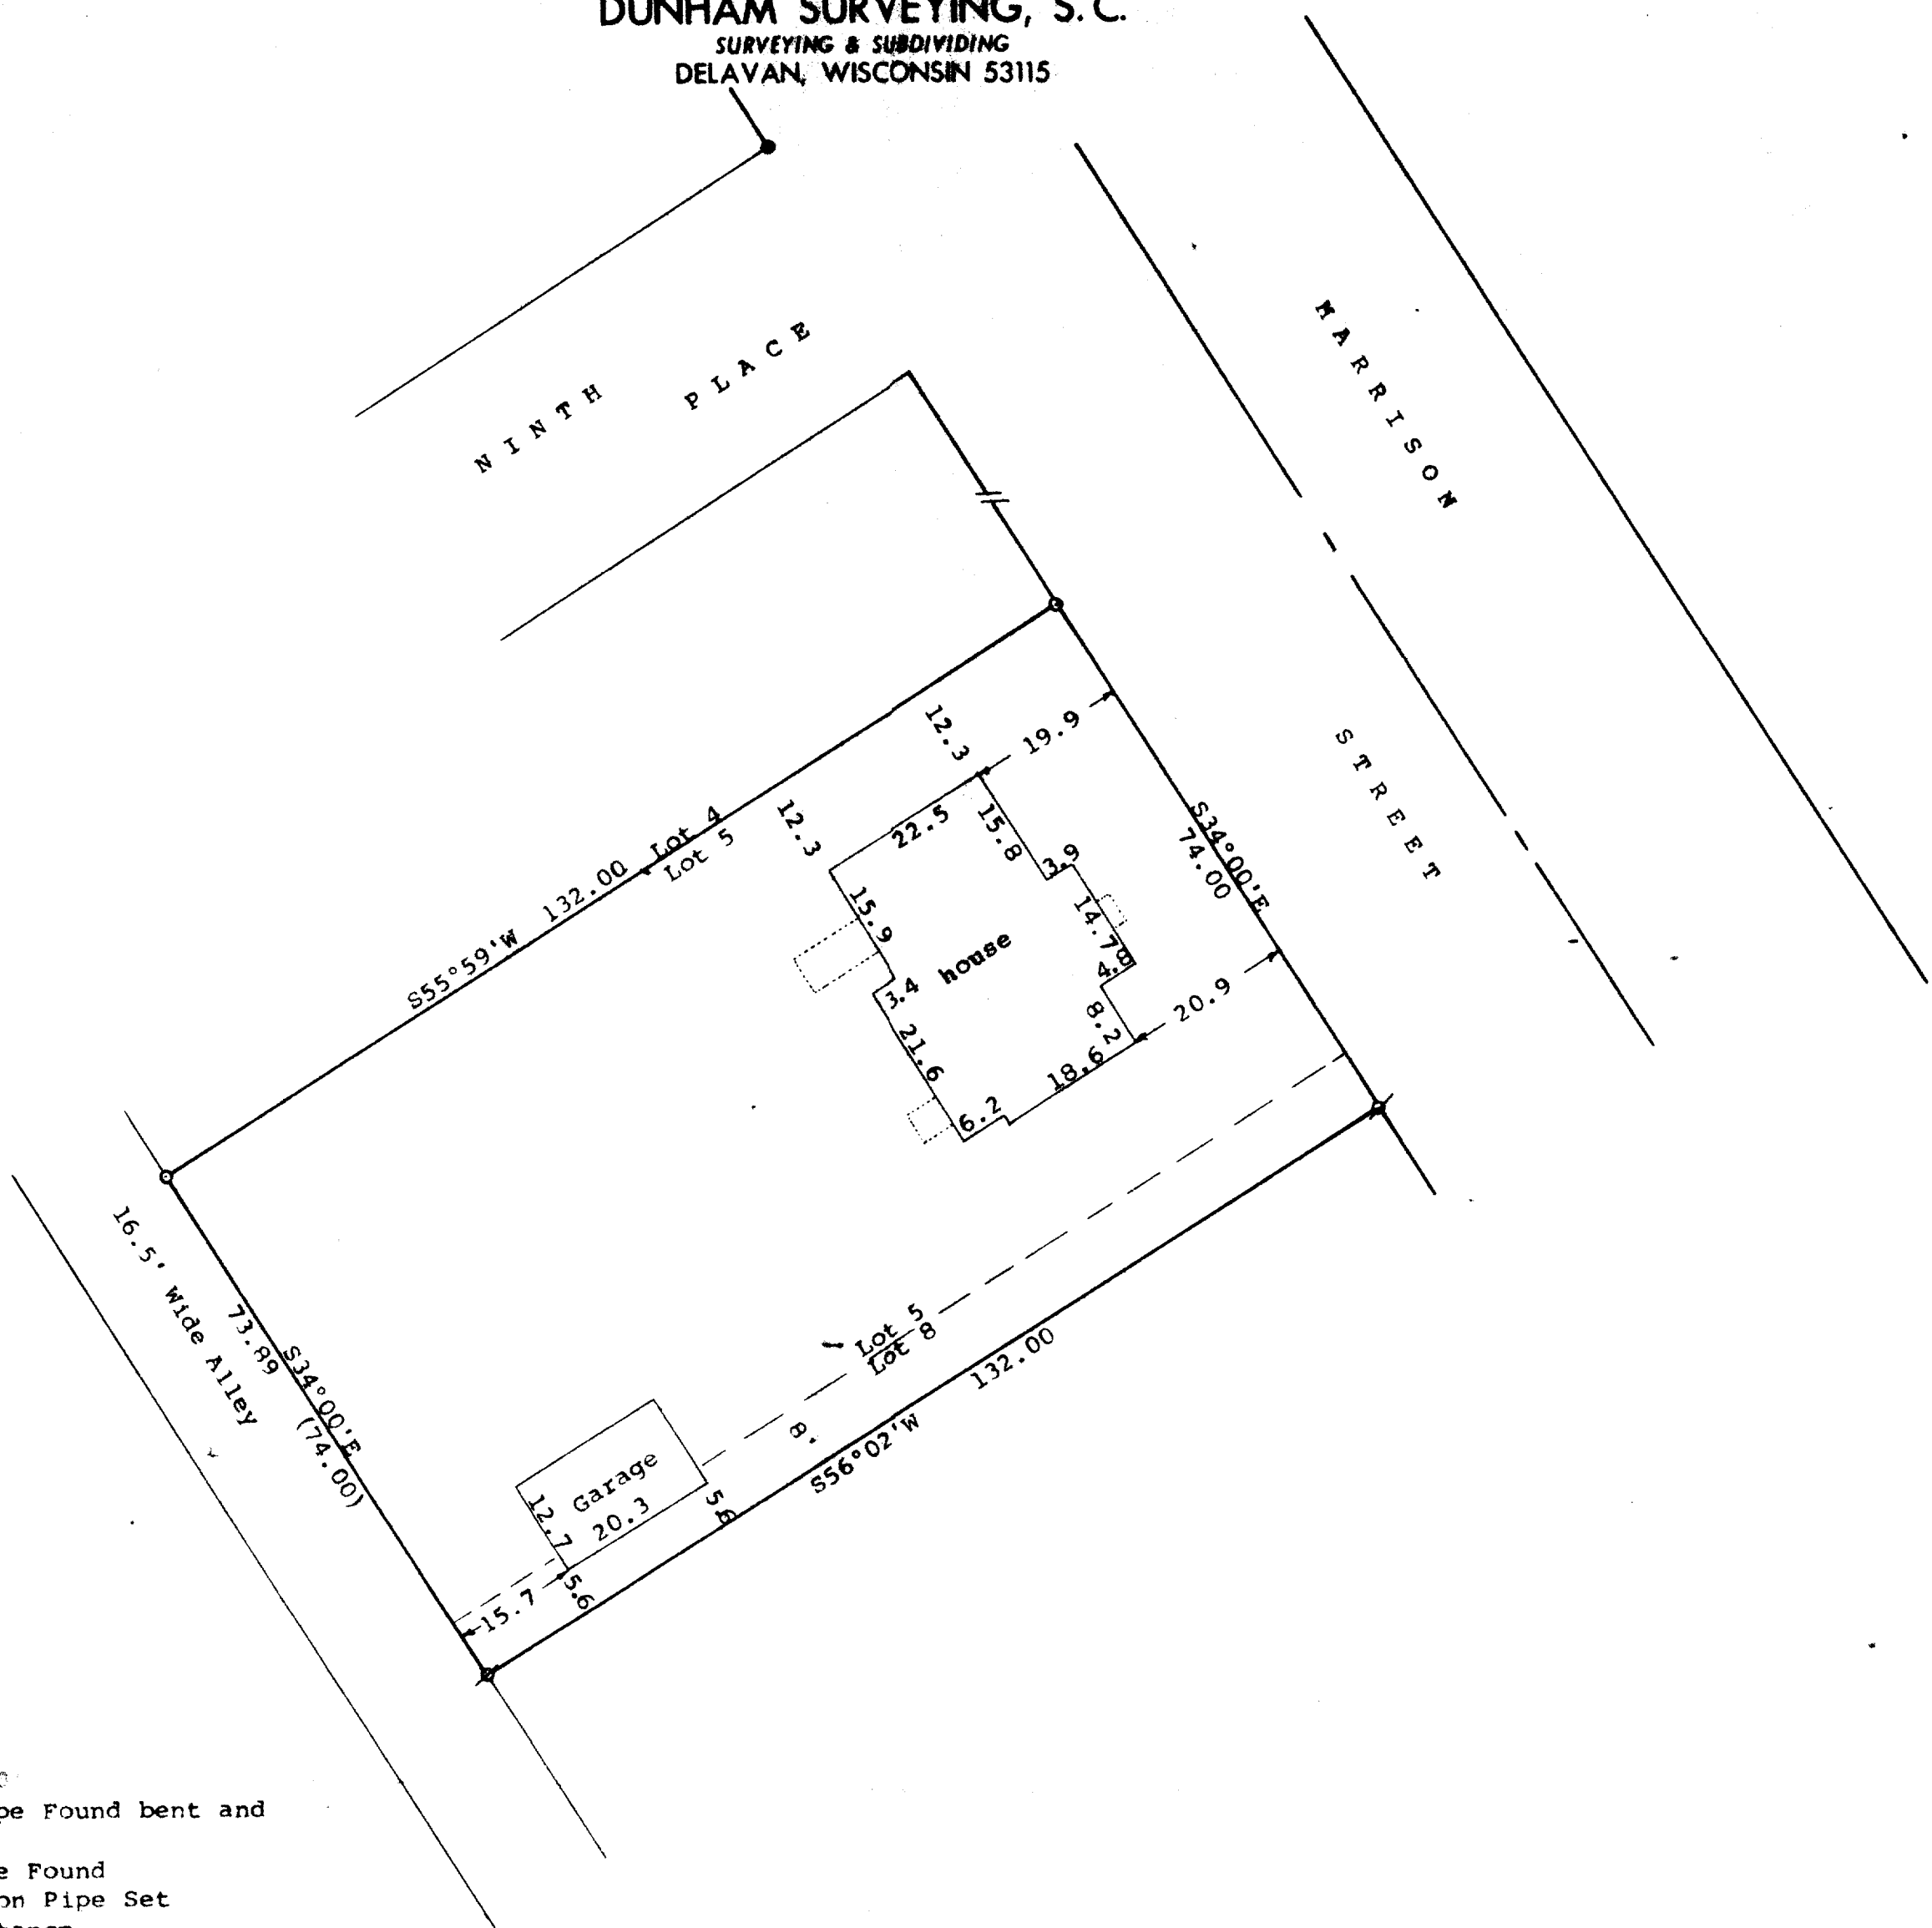 DUNHAM SURVEYING, S. C.
SURVEYING & SUBDIVIDING
DELAVAN, WISCONSIN 53115
NINTH PLACE
HARRISON
STREET
12.3
19.9
12.3
22.5
15.8
3.9
S34°00'E
74.00
Lot 4
Lot 5
132.00
S55°59'W
15.9
14.7
house
4.8
3.4
8.2
20.9
21.6
18.6
6.2
16.5' Wide Alley
73.89
S34°00'E
(74.00)
Lot 5
Lot 8
132.00
8.
S56°02'W
Garage
12.7
20.3
5.6
5.6
15.7
Found bent and
Found
Pipe Set